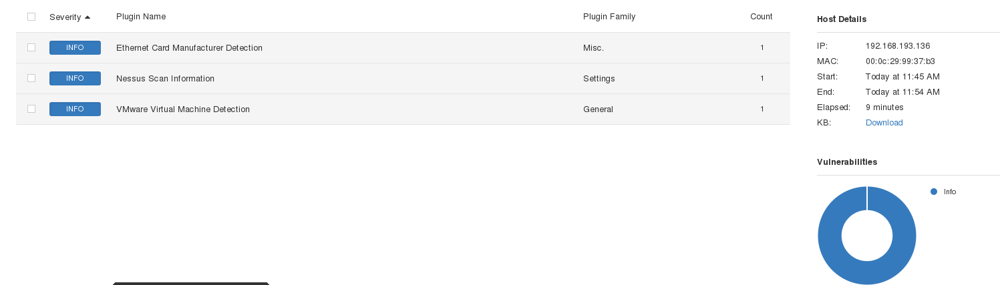 Severity Plugin Name Plugin Family Count
INFO Ethernet Card Manufacturer Detection Misc. 1
INFO Nessus Scan Information Settings 1
INFO VMware Virtual Machine Detection General 1
Host Details
IP: 192.168.193.136
MAC: 00:0c:29:99:37:b3
Start: Today at 11:45 AM
End: Today at 11:54 AM
Elapsed: 9 minutes
KB: Download
Vulnerabilities
Info